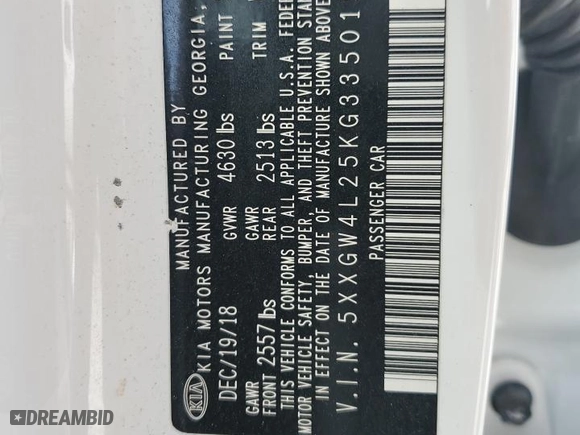 MANUFACTURED BY
KIA KIA MOTORS MANUFACTURING GEORGIA,
DEC/19/18 GVWR 4630 lbs PAINT
GAWR FRONT 2557 lbs GAWR REAR 2513 lbs TRIM
THIS VEHICLE CONFORMS TO ALL APPLICABLE U.S.A. FEDER
MOTOR VEHICLE SAFETY, BUMPER, AND THEFT PREVENTION STAN
IN EFFECT ON THE DATE OF MANUFACTURE SHOWN ABOVE
V.I.N. 5XXGW4L25KG33501
PASSENGER CAR
DREAMBID